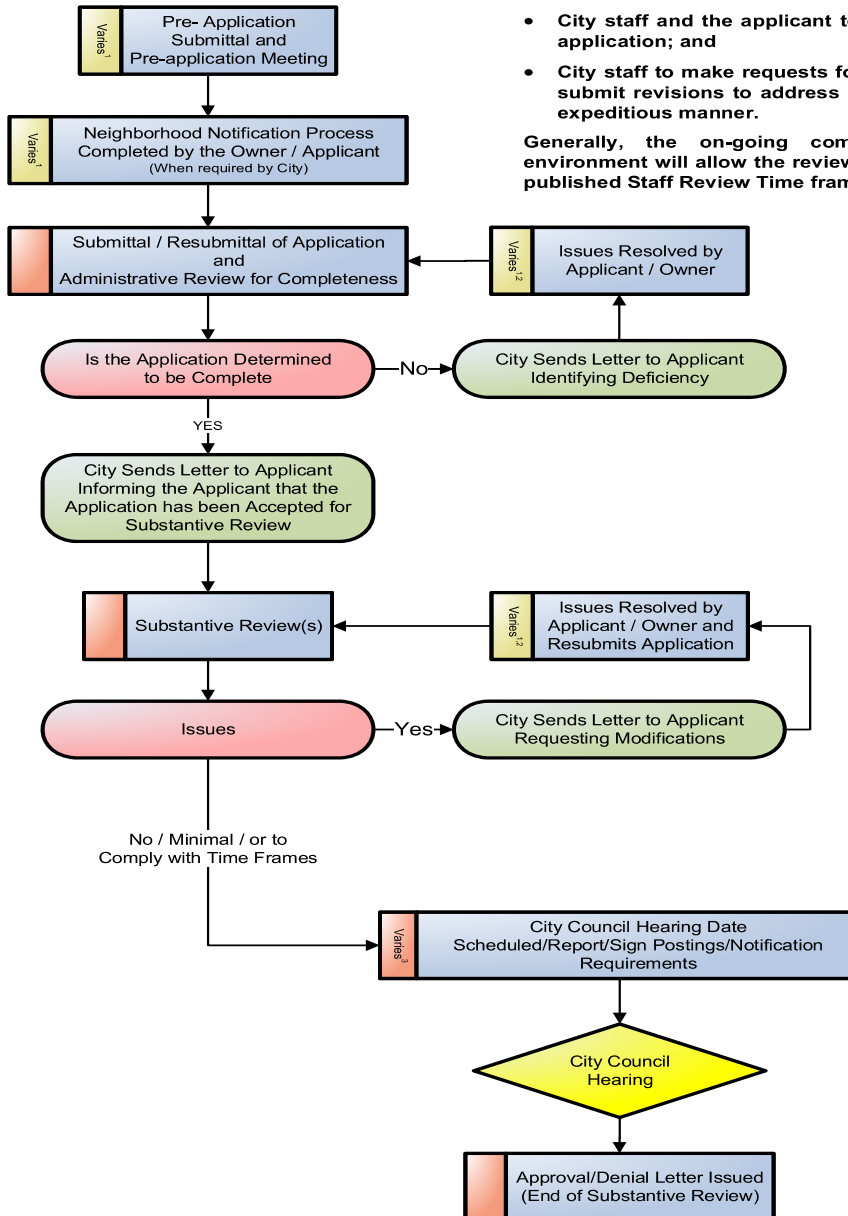 Pre- Application
Submittal and
Pre-application Meeting
Varies1
• City staff and the applicant
application; and
• City staff to make requests
submit revisions to address
expeditious manner.
Generally, the on-going
environment will allow the review
published Staff Review Time
Neighborhood Notification Process
Completed by the Owner / Applicant
(When required by City)
Varies1
Submittal / Resubmittal of Application
and
Administrative Review for Completeness
Issues Resolved by
Applicant / Owner
Varies1,2
Is the Application Determined
to be Complete
No
City Sends Letter to Applicant
Identifying Deficiency
YES
City Sends Letter to Applicant
Informing the Applicant that the
Application has been Accepted for
Substantive Review
Substantive Review(s)
Issues Resolved by
Applicant / Owner and
Resubmits Application
Varies1,2
Issues
Yes
City Sends Letter to Applicant
Requesting Modifications
No / Minimal / or to
Comply with Time Frames
City Council Hearing Date
Scheduled/Report/Sign Postings/Notification
Requirements
Varies3
City Council
Hearing
Approval/Denial Letter Issued
(End of Substantive Review)